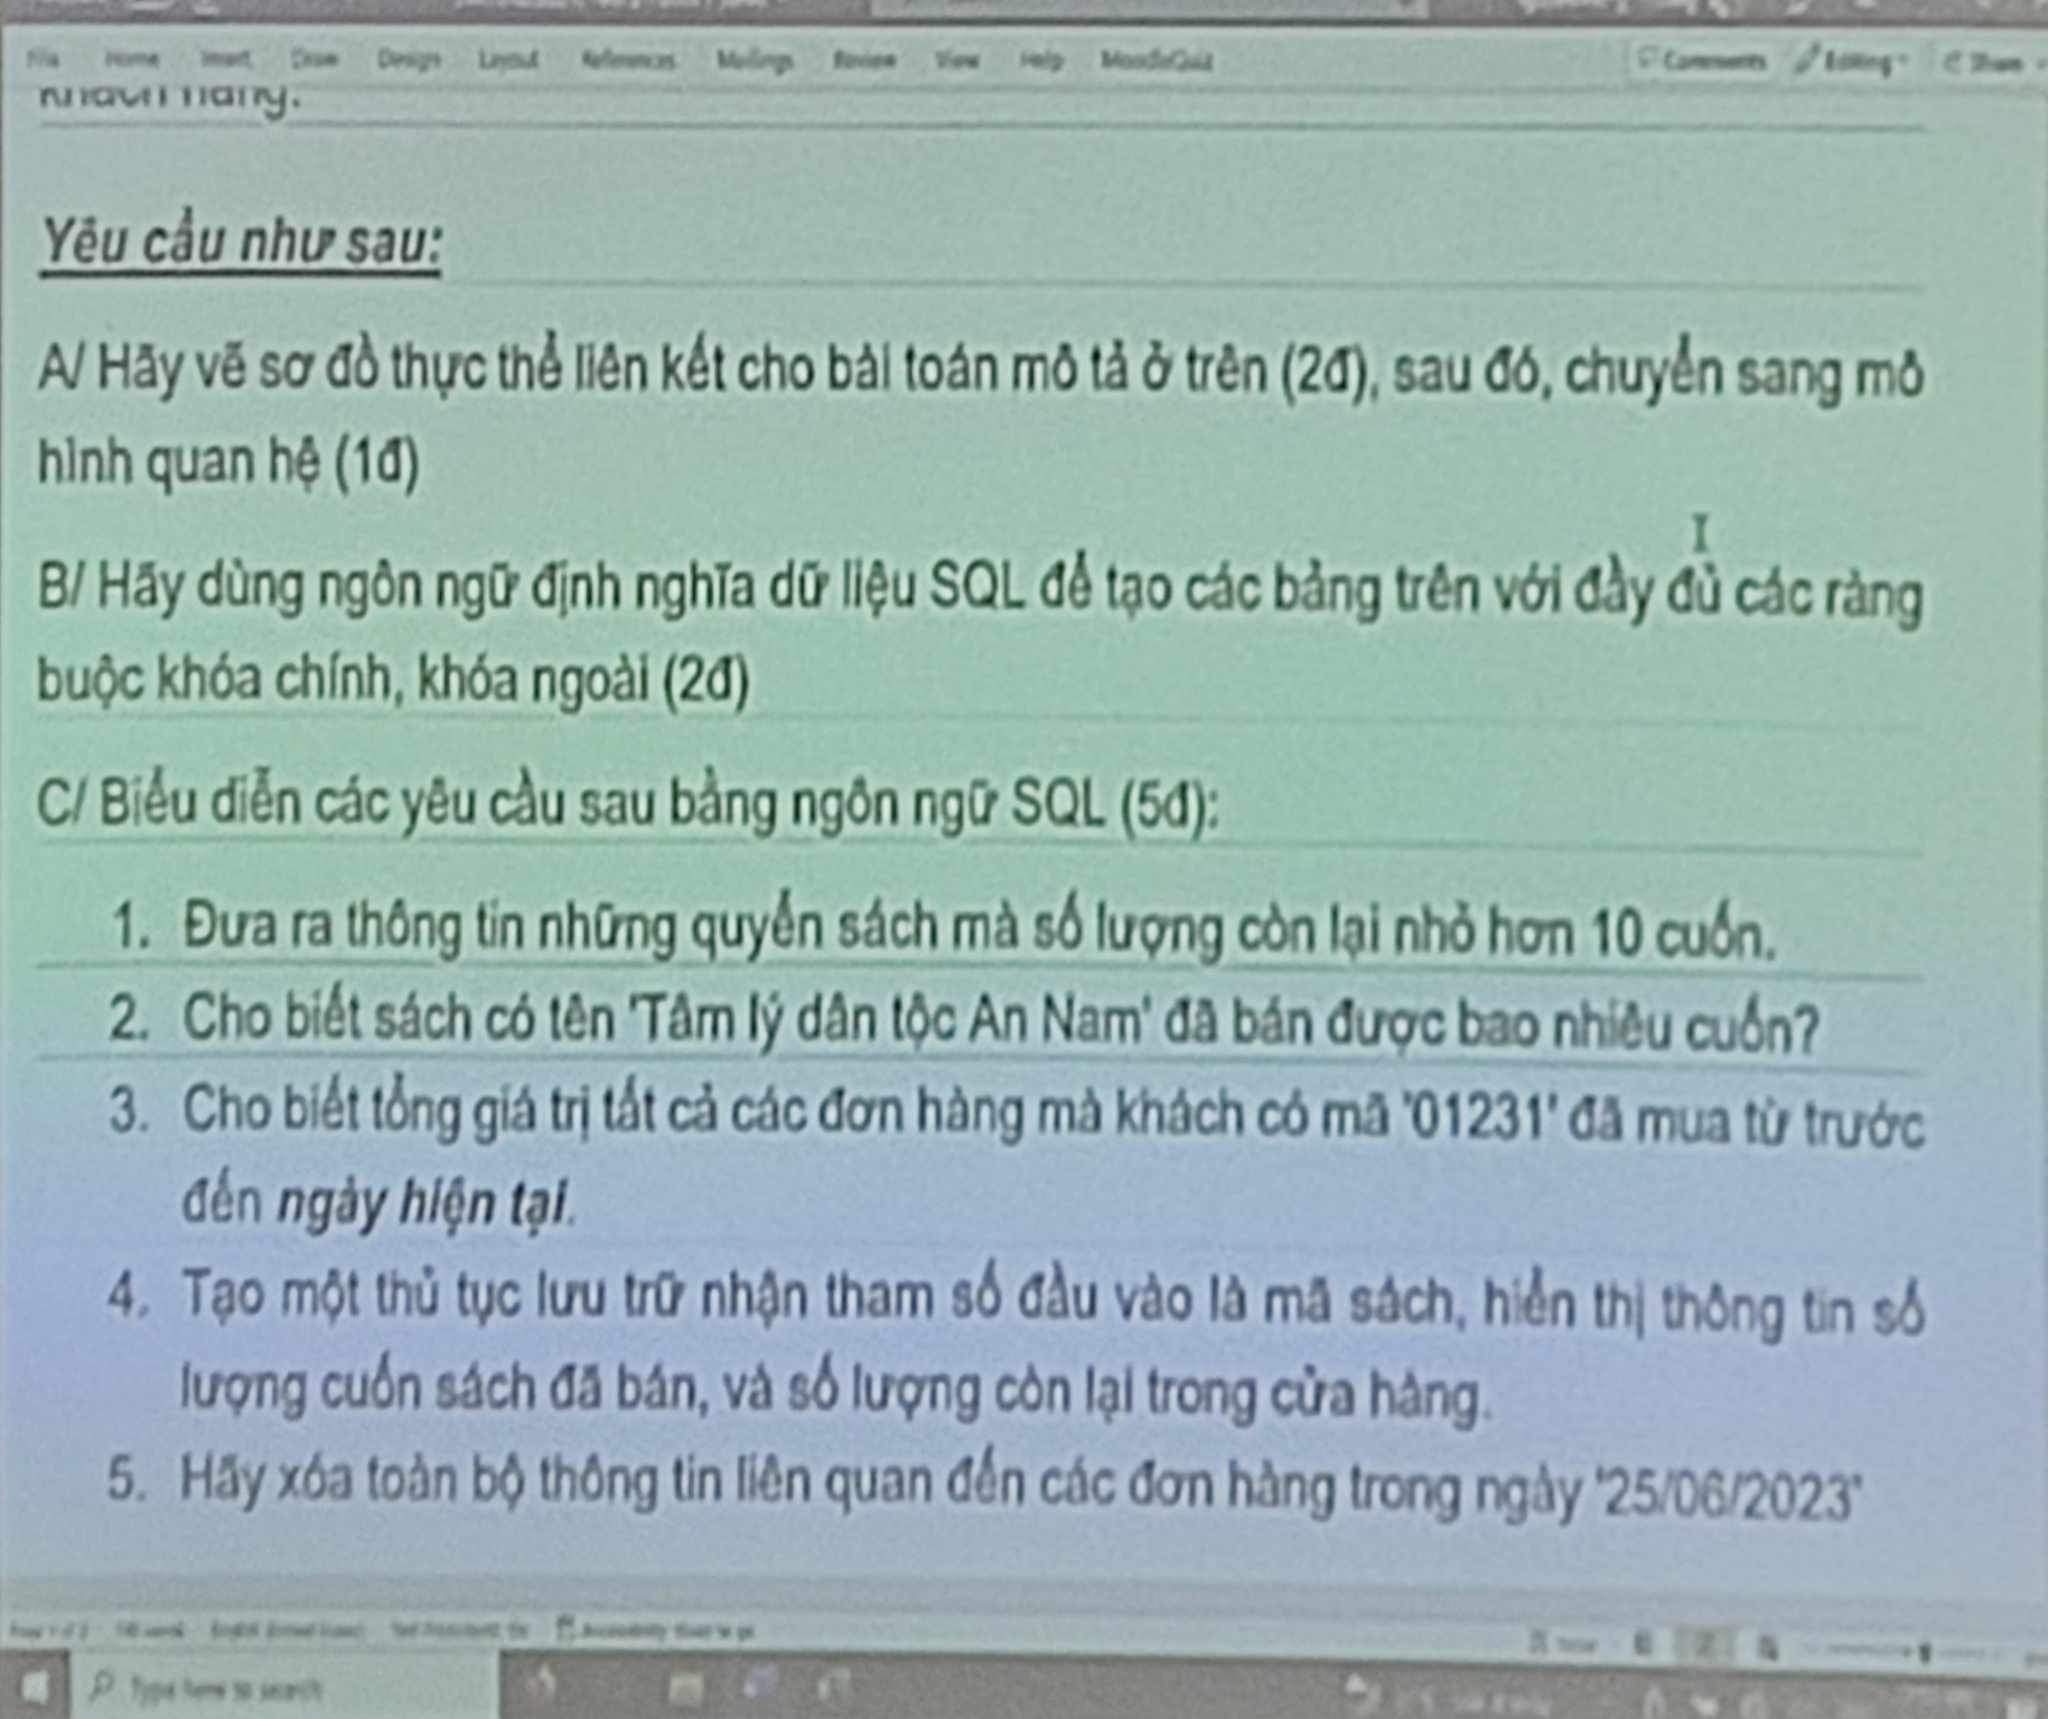 File Home Insert Draw Design Layout References Mailings Review View Help MoodleQuiz Comments Editing Share
khách hàng.
Yêu cầu như sau:
A/ Hãy vẽ sơ đồ thực thể liên kết cho bài toán mô tả ở trên (2đ), sau đó, chuyển sang mô
hình quan hệ (1đ)
B/ Hãy dùng ngôn ngữ định nghĩa dữ liệu SQL để tạo các bảng trên với đầy đủ các ràng
buộc khóa chính, khóa ngoài (2đ)
C/ Biểu diễn các yêu cầu sau bằng ngôn ngữ SQL (5đ):
1. Đưa ra thông tin những quyển sách mà số lượng còn lại nhỏ hơn 10 cuốn.
2. Cho biết sách có tên 'Tâm lý dân tộc An Nam' đã bán được bao nhiêu cuốn?
3. Cho biết tổng giá trị tất cả các đơn hàng mà khách có mã '01231' đã mua từ trước
đến ngày hiện tại.
4. Tạo một thủ tục lưu trữ nhận tham số đầu vào là mã sách, hiển thị thông tin số
lượng cuốn sách đã bán, và số lượng còn lại trong cửa hàng.
5. Hãy xóa toàn bộ thông tin liên quan đến các đơn hàng trong ngày '25/06/2023'
Type here to search